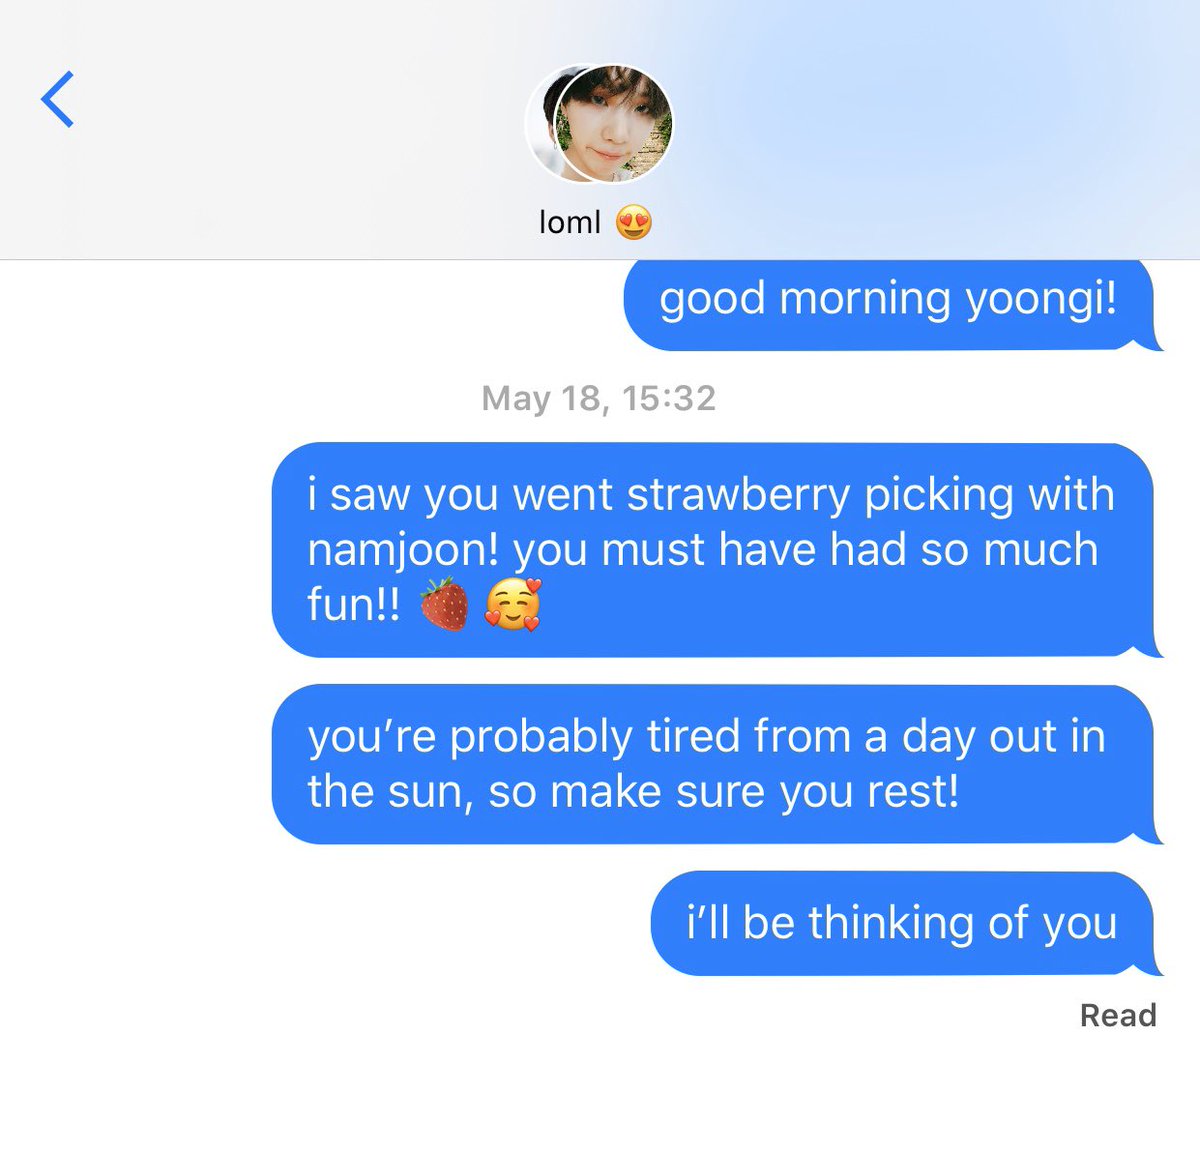 loml 😍
good morning yoongi!
May 18, 15:32
i saw you went strawberry picking with
namjoon! you must have had so much
fun!! 🍓 🥰
you’re probably tired from a day out in
the sun, so make sure you rest!
i’ll be thinking of you
Read